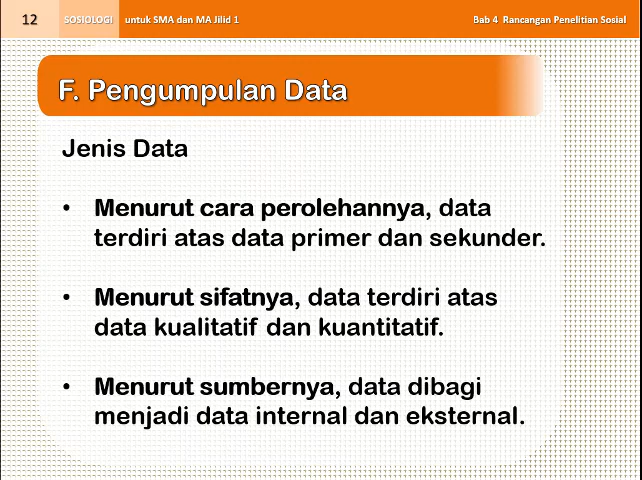 12 SOSIOLOGI untuk SMA dan MA Jilid 1 Bab 4 Rancangan Penelitian Sosial
F. Pengumpulan Data
Jenis Data
• Menurut cara perolehannya, data
terdiri atas data primer dan sekunder.
• Menurut sifatnya, data terdiri atas
data kualitatif dan kuantitatif.
• Menurut sumbernya, data dibagi
menjadi data internal dan eksternal.